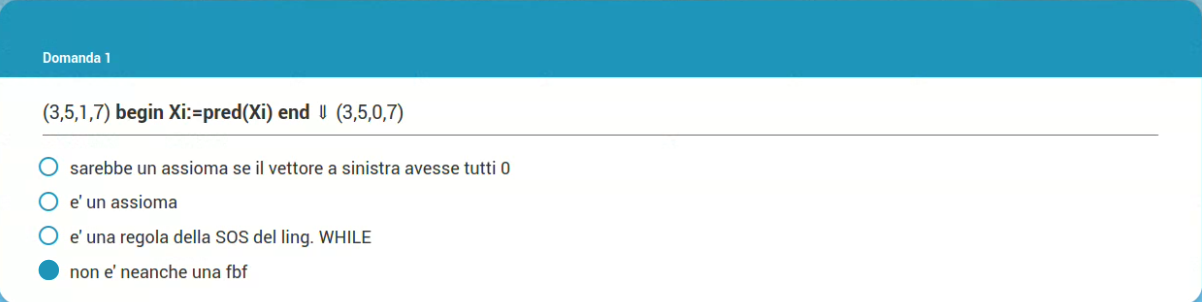 Domanda 1
(3,5,1,7) begin Xi:=pred(Xi) end ⇓ (3,5,0,7)
sarebbe un assioma se il vettore a sinistra avesse tutti 0
e' un assioma
e' una regola della SOS del ling. WHILE
non e' neanche una fbf